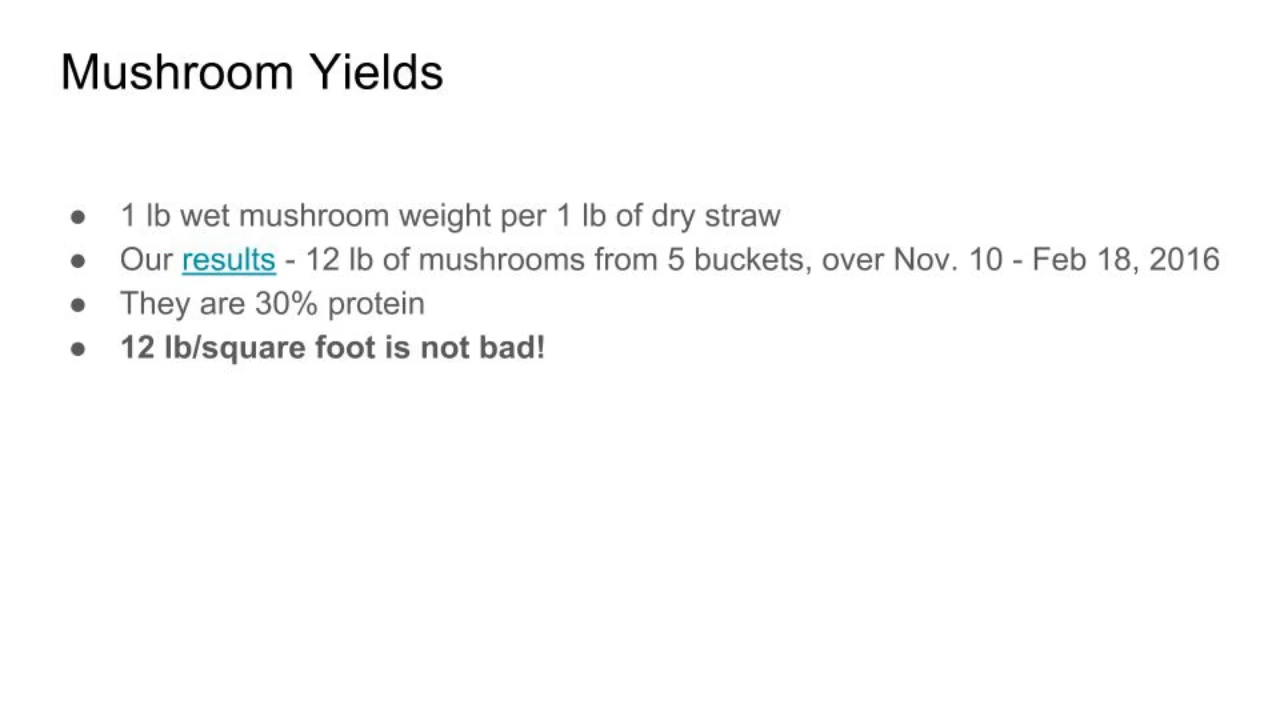 Mushroom Yields
● 1 lb wet mushroom weight per 1 lb of dry straw
● Our results - 12 lb of mushrooms from 5 buckets, over Nov. 10 - Feb 18, 2016
● They are 30% protein
● 12 lb/square foot is not bad!